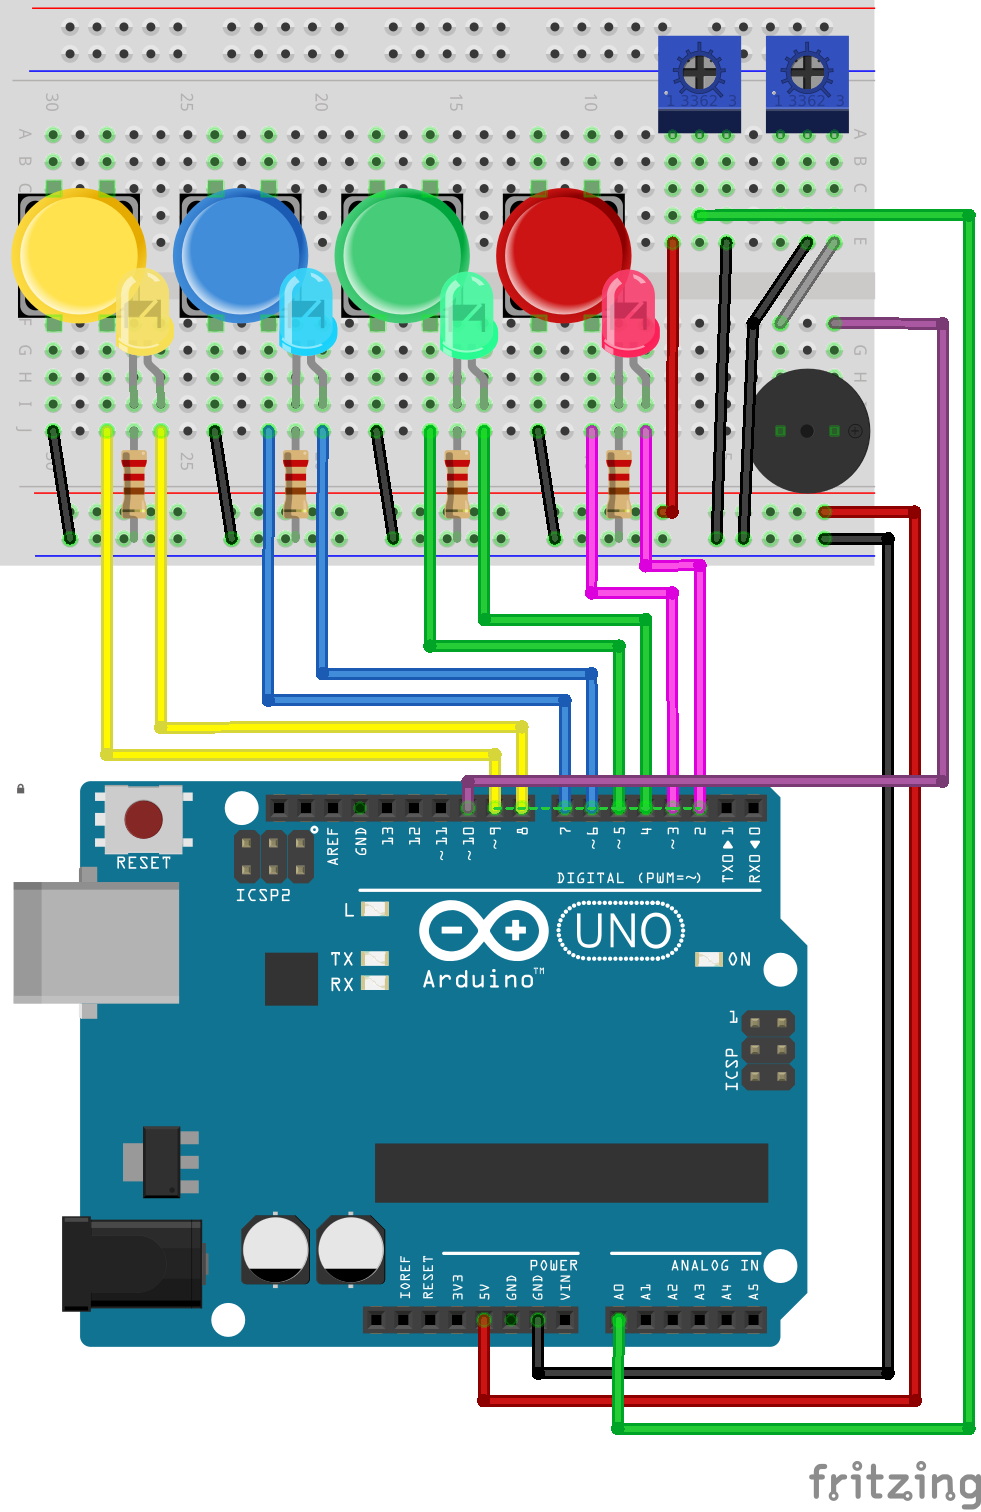 30 25 20 15 10
1 3362 3
1 3362 3
A A
B B
C C
E
F
G G
H H
I
J
25
RESET
ICSP2
AREF
GND
13
12
~11
~10
~9
8
7
~6
~5
4
~3
2
TX0▶1
RX0◀0
DIGITAL (PWM=~)
L
TX
RX
Arduino™
UNO
ON
1
ICSP
POWER
ANALOG IN
IOREF
RESET
3V3
5V
GND
GND
VIN
A0
A1
A2
A3
A4
A5
fritzing